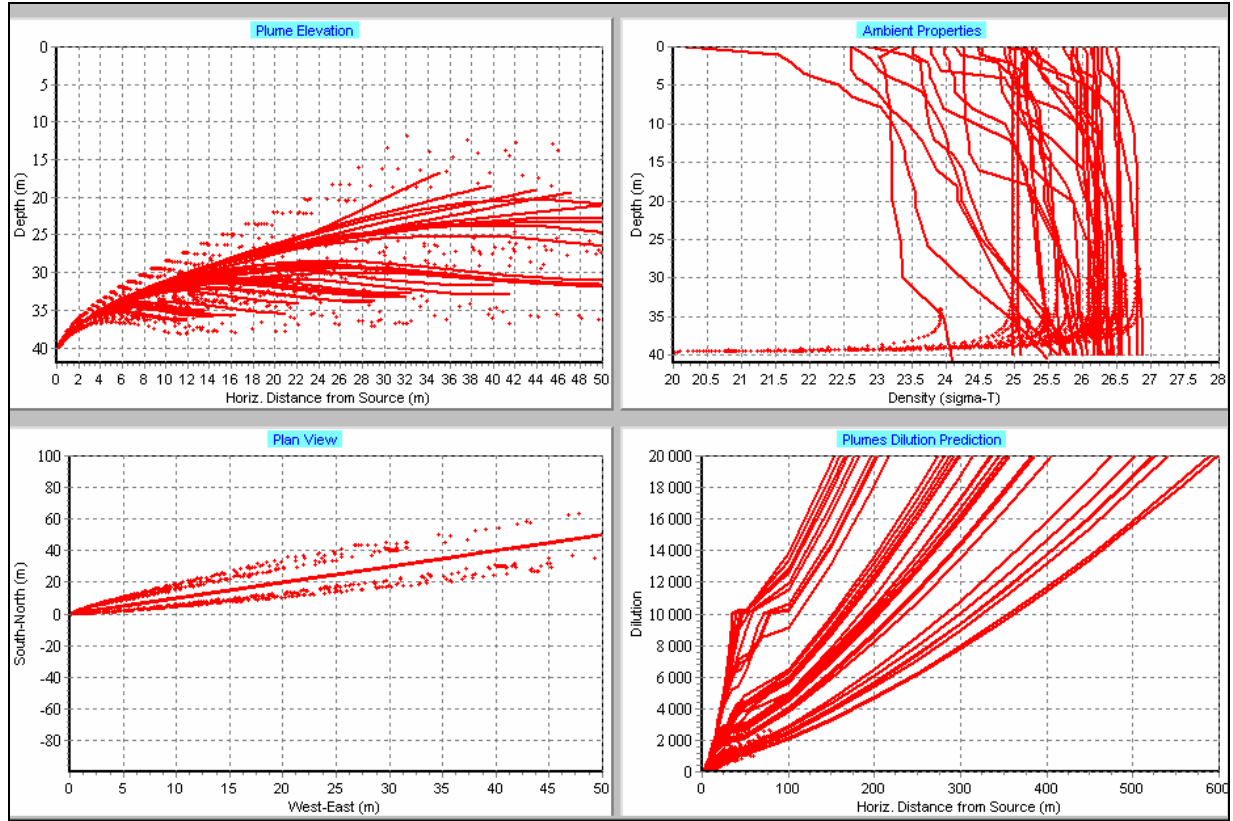 Plume Elevation
0
5
10
15
20
25
30
35
40
Depth (m)
0 2 4 6 8 10 12 14 16 18 20 22 24 26 28 30 32 34 36 38 40 42 44 46 48 50
Horiz. Distance from Source (m)
Ambient Properties
0
5
10
15
20
25
30
35
40
Depth (m)
20 20.5 21 21.5 22 22.5 23 23.5 24 24.5 25 25.5 26 26.5 27 27.5 28
Density (sigma-T)
Plan View
100
80
60
40
20
0
-20
-40
-60
-80
South-North (m)
0 5 10 15 20 25 30 35 40 45 50
West-East (m)
Plumes Dilution Prediction
20 000
18 000
16 000
14 000
12 000
10 000
8 000
6 000
4 000
2 000
0
Dilution
0 100 200 300 400 500 600
Horiz. Distance from Source (m)